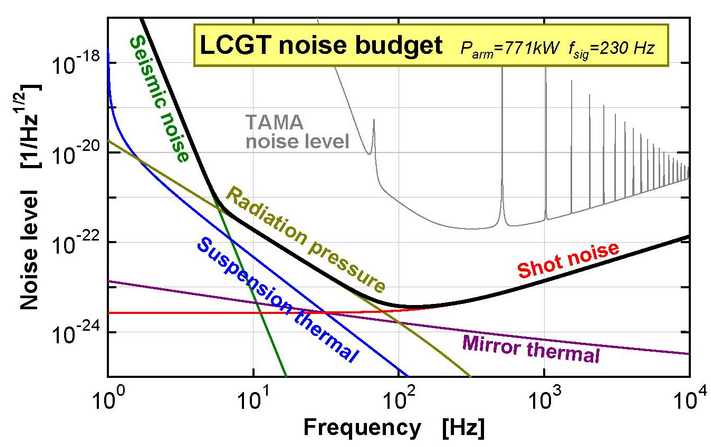 LCGT noise budget P_arm=771kW f_sig=230 Hz
10^-18
10^-20
10^-22
10^-24
Noise level [1/Hz^1/2]
Seismic noise
TAMA
noise level
Radiation pressure
Suspension thermal
Shot noise
Mirror thermal
10^0
10^1
10^2
10^3
10^4
Frequency [Hz]